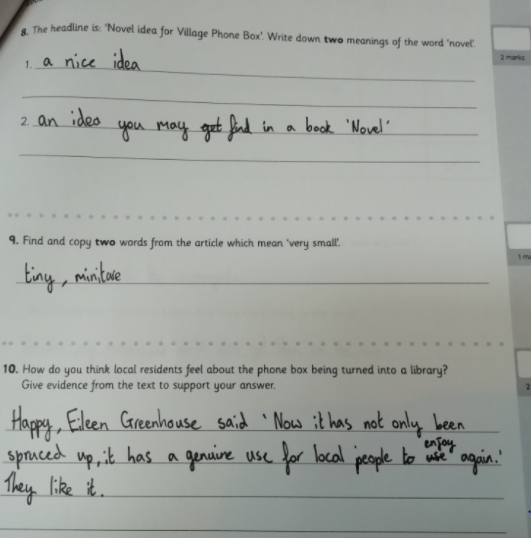 8. The headline is: 'Novel idea for Village Phone Box'. Write down two meanings of the word 'novel'.
2 marks
1. a nice idea
2. an idea you may get find in a book 'Novel'
9. Find and copy two words from the article which mean 'very small'.
tiny, minitare
10. How do you think local residents feel about the phone box being turned into a library?
Give evidence from the text to support your answer.
Happy, Eileen Greenhouse said 'Now it has not only been
spruced up, it has a genuine use for local people to use enjoy again.'
They like it.